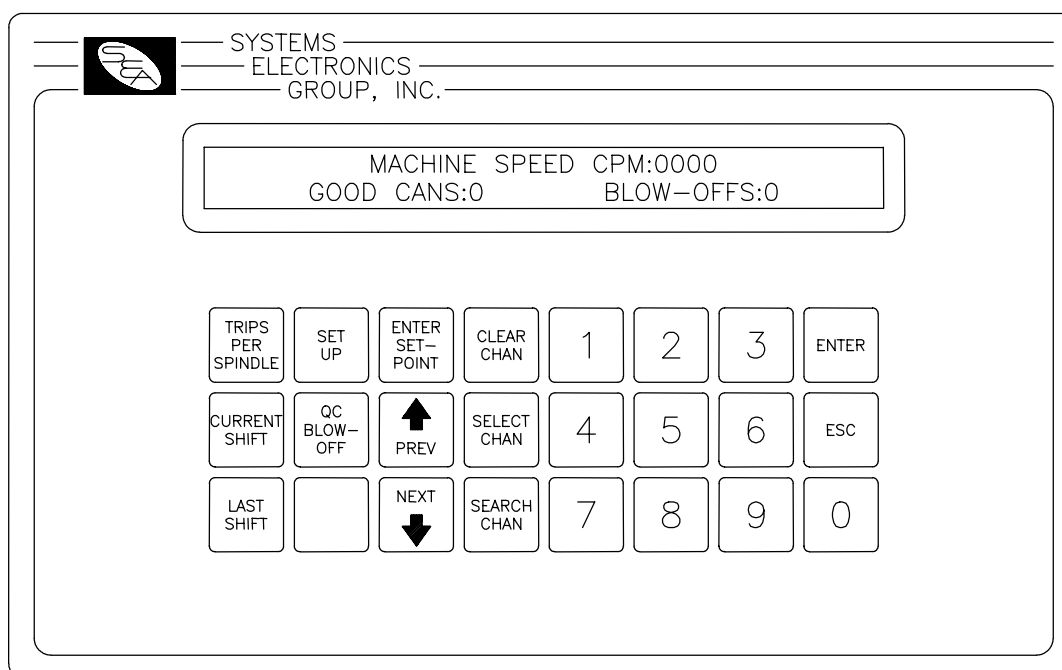 SEA
SYSTEMS
ELECTRONICS
GROUP, INC.
MACHINE SPEED CPM:0000
GOOD CANS:0 BLOW-OFFS:0
TRIPS
PER
SPINDLE
SET
UP
ENTER
SET-
POINT
CLEAR
CHAN
1
2
3
ENTER
CURRENT
SHIFT
QC
BLOW-
OFF
PREV
SELECT
CHAN
4
5
6
ESC
LAST
SHIFT
NEXT
SEARCH
CHAN
7
8
9
0